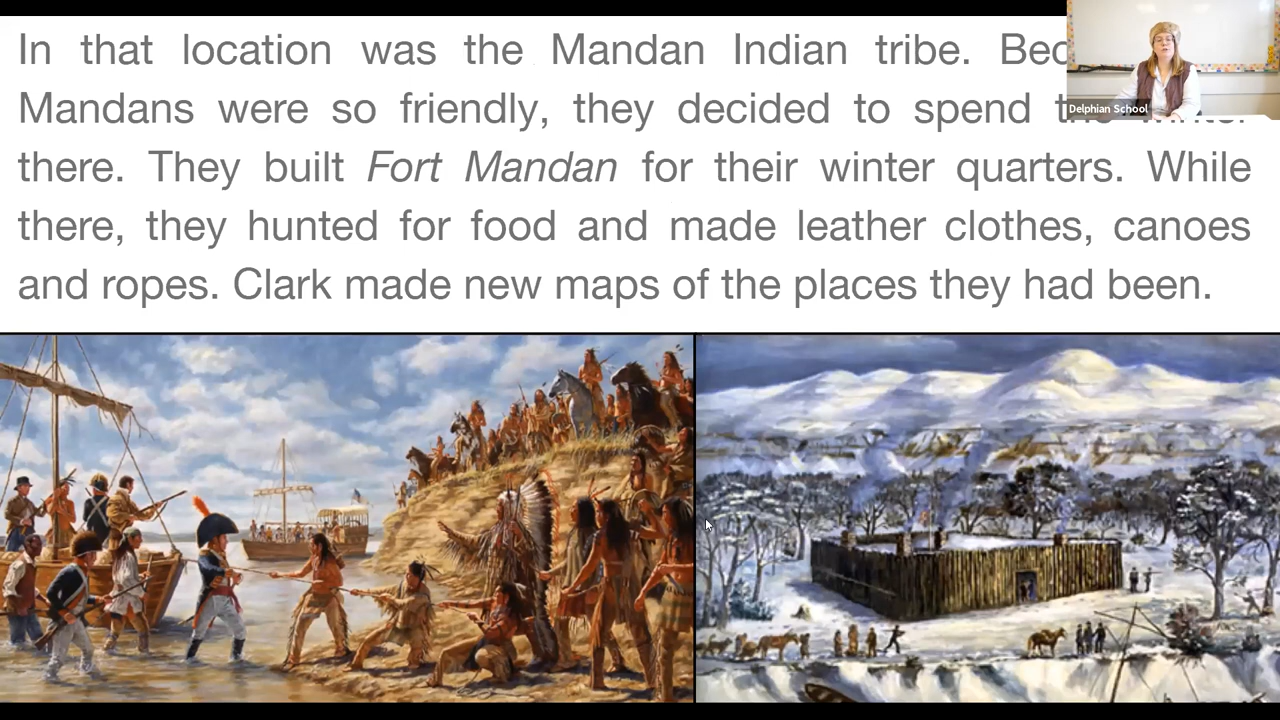 In that location was the Mandan Indian tribe. Bec
Mandans were so friendly, they decided to spend
there. They built Fort Mandan for their winter quarters. While
there, they hunted for food and made leather clothes, canoes
and ropes. Clark made new maps of the places they had been.
Delphian School